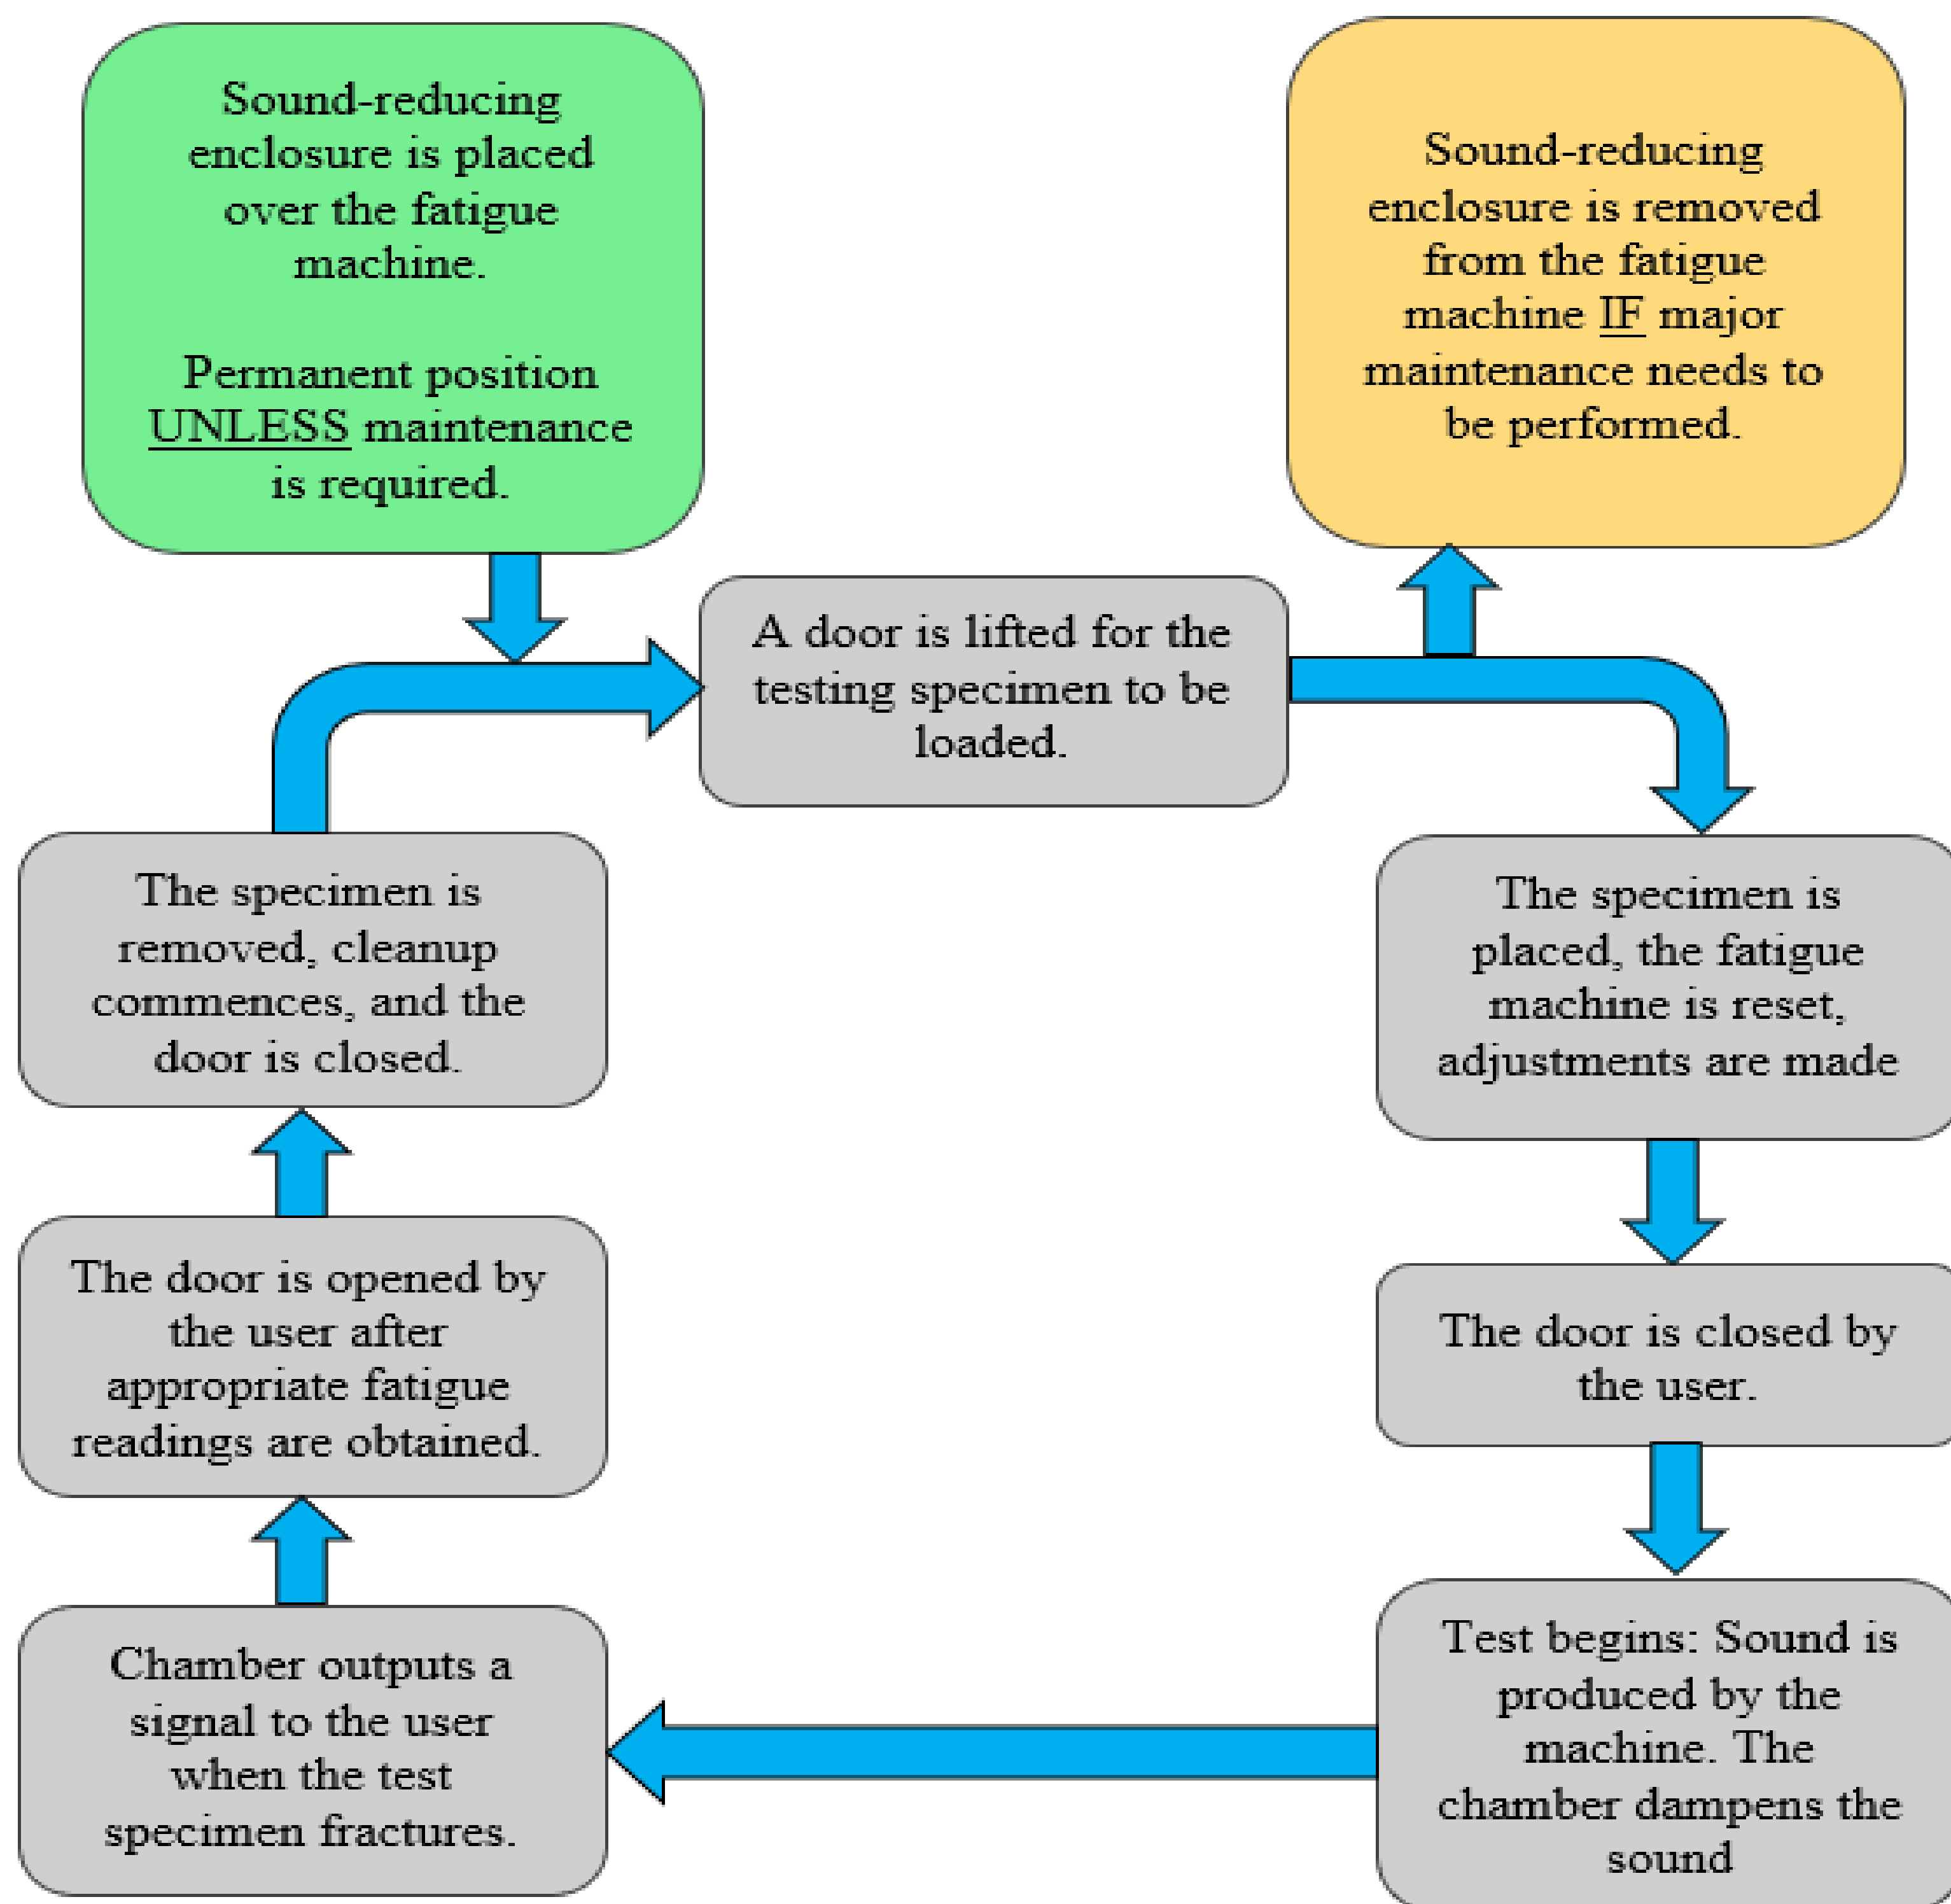 Sound-reducing
enclosure is placed
over the fatigue
machine.
Permanent position
UNLESS maintenance
is required.
Sound-reducing
enclosure is removed
from the fatigue
machine IF major
maintenance needs to
be performed.
A door is lifted for the
testing specimen to be
loaded.
The specimen is
placed, the fatigue
machine is reset,
adjustments are made
The door is closed by
the user.
Test begins: Sound is
produced by the
machine. The
chamber dampens the
sound
Chamber outputs a
signal to the user
when the test
specimen fractures.
The door is opened by
the user after
appropriate fatigue
readings are obtained.
The specimen is
removed, cleanup
commences, and the
door is closed.